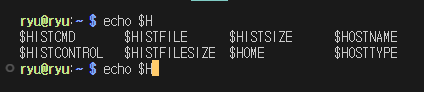 ryu@ryu:~ $ echo $H
$HISTCMD $HISTFILE $HISTSIZE $HOSTNAME
$HISTCONTROL $HISTFILESIZE $HOME $HOSTTYPE
ryu@ryu:~ $ echo $H